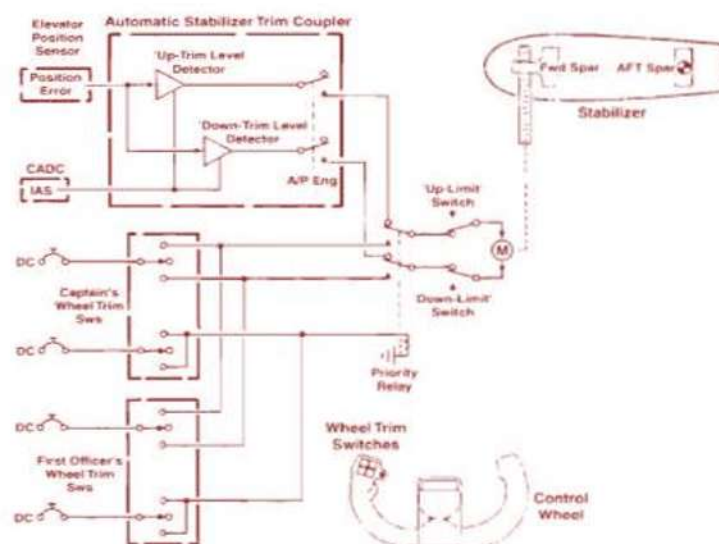 Elevator
Position
Sensor
Position
Error
Automatic Stabilizer Trim Coupler
'Up-Trim Level
Detector
'Down-Trim Level
Detector
A/P Eng
CADC
IAS
Fwd Spar
AFT Spar
Stabilizer
'Up-Limit'
Switch
M
'Down-Limit'
Switch
DC
Captain's
Wheel Trim
Sws
DC
Priority
Relay
DC
First Officer's
Wheel Trim
Sws
DC
Wheel Trim
Switches
Control
Wheel